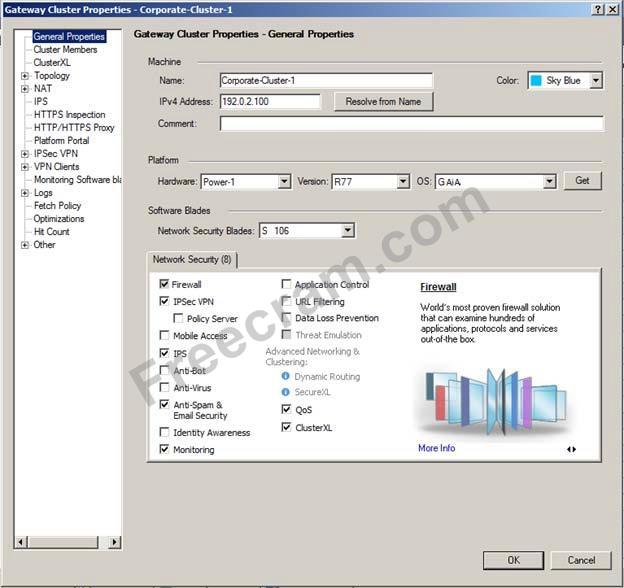 Gateway Cluster Properties - Corporate-Cluster-1
General Properties
Cluster Members
ClusterXL
Topology
NAT
IPS
HTTPS Inspection
HTTP/HTTPS Proxy
Platform Portal
IPSec VPN
VPN Clients
Monitoring Software bla
Logs
Fetch Policy
Optimizations
Hit Count
Other
Gateway Cluster Properties - General Properties
Machine
Name: Corporate-Cluster-1 Color: Sky Blue
IPv4 Address: 192.0.2.100 Resolve from Name
Comment:
Platform
Hardware: Power-1 Version: R77 OS: GAiA Get
Software Blades
Network Security Blades: S 106
Network Security (8)
Firewall
IPSec VPN
Policy Server
Mobile Access
IPS
Anti-Bot
Anti-Virus
Anti-Spam &
Email Security
Identity Awareness
Monitoring
Application Control
URL Filtering
Data Loss Prevention
Threat Emulation
Advanced Networking &
Clustering:
Dynamic Routing
SecureXL
QoS
ClusterXL
Firewall
World's most proven firewall solution
that can examine hundreds of
applications, protocols and services
out-of-the box.
More Info
OK Cancel
Freecram.com